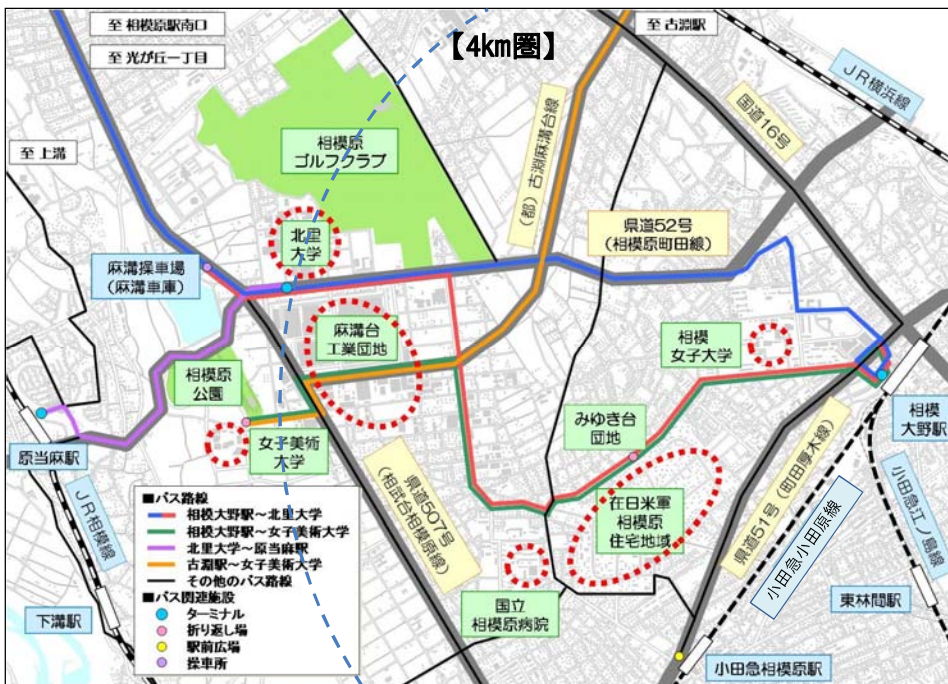 至 相模原駅南口
至 光が丘一丁目
【4km圏】
至 古淵駅
JR横浜線
国道16号
至 上溝
相模原
ゴルフクラブ
(都)古淵麻溝台線
県道52号
(相模原町田線)
北里
大学
麻溝操車場
(麻溝車庫)
麻溝台
工業団地
相模
女子大学
相模原
公園
みゆき台
団地
相模
大野駅
原当麻駅
女子美術
大学
JR相模線
県道507号
(相武台相模原線)
在日米軍
相模原
住宅地域
県道51号(町田厚木線)
小田急小田原線
小田急江ノ島線
■バス路線
相模大野駅~北里大学
相模大野駅~女子美術大学
北里大学~原当麻駅
古淵駅~女子美術大学
その他のバス路線
■バス関連施設
ターミナル
折り返し場
駅前広場
操車所
下溝駅
国立
相模原病院
東林間駅
小田急相模原駅